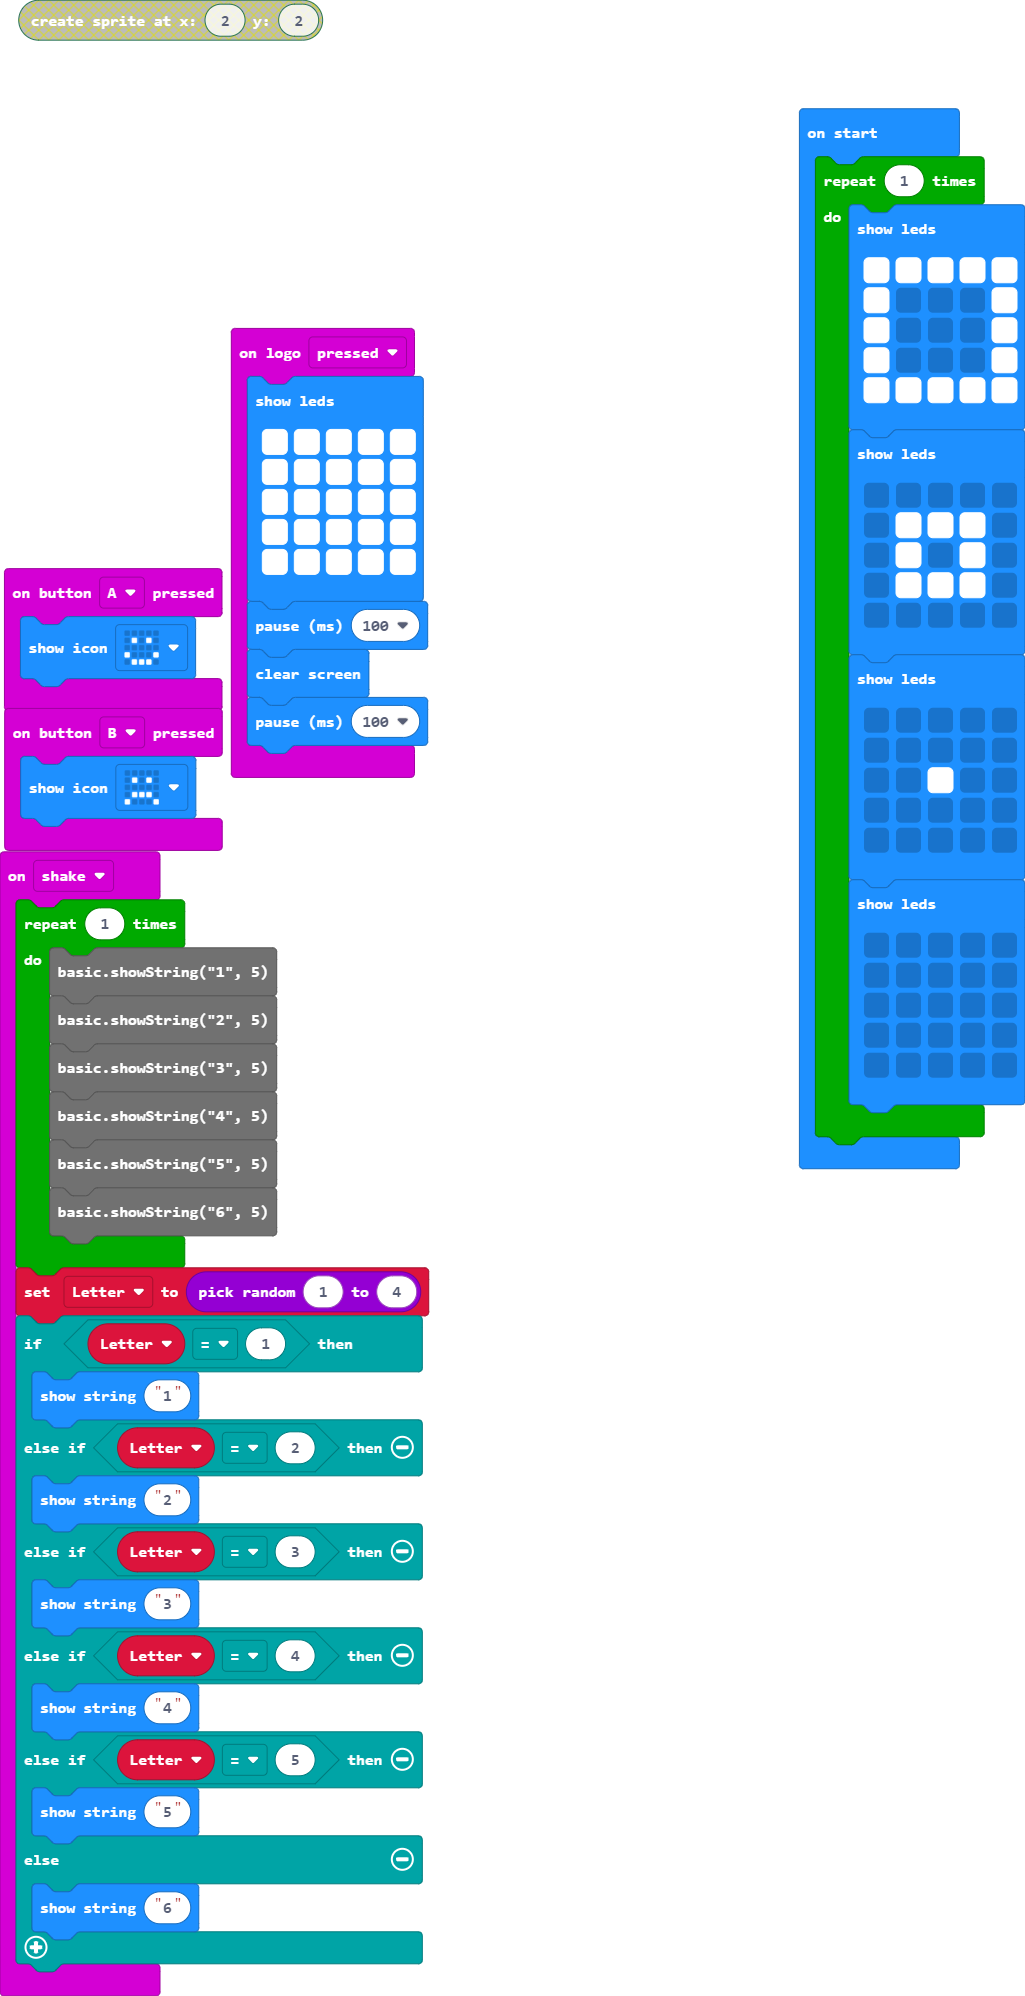 create sprite at x: 2 y: 2
on start
repeat 1 times
do
show leds
show leds
show leds
show leds
on logo pressed
show leds
pause (ms) 100
clear screen
pause (ms) 100
on button A pressed
show icon
on button B pressed
show icon
on shake
repeat 1 times
do
basic.showString("1", 5)
basic.showString("2", 5)
basic.showString("3", 5)
basic.showString("4", 5)
basic.showString("5", 5)
basic.showString("6", 5)
set Letter to pick random 1 to 4
if Letter = 1 then
show string "1"
else if Letter = 2 then
show string "2"
else if Letter = 3 then
show string "3"
else if Letter = 4 then
show string "4"
else if Letter = 5 then
show string "5"
else
show string "6"